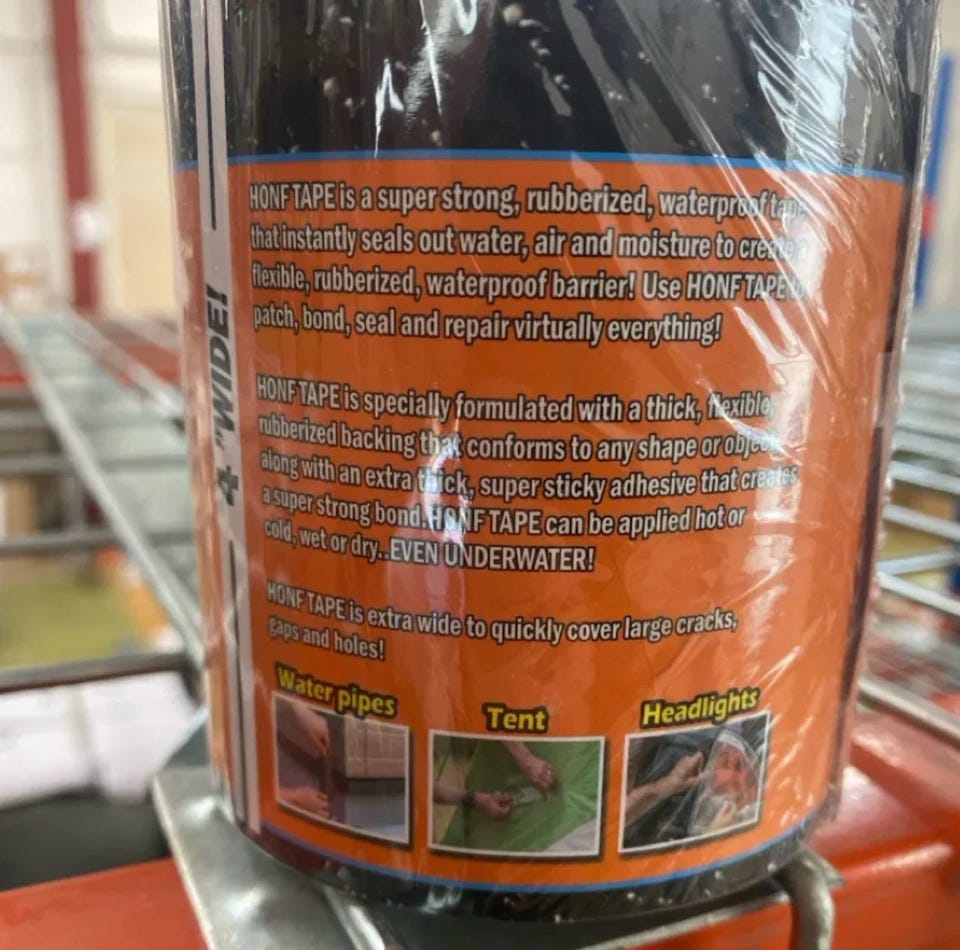 HONF TAPE is a super strong, rubberized, waterproof tape
that instantly seals out water, air and moisture to create a
flexible, rubberized, waterproof barrier! Use HONF TAPE to
patch, bond, seal and repair virtually everything!
HONF TAPE is specially formulated with a thick, flexible,
rubberized backing that conforms to any shape or object
along with an extra thick, super sticky adhesive that creates
a super strong bond. HONF TAPE can be applied hot or
cold, wet or dry..EVEN UNDERWATER!
HONF TAPE is extra wide to quickly cover large cracks,
gaps and holes!
Water pipes
Tent
Headlights
4" WIDE!